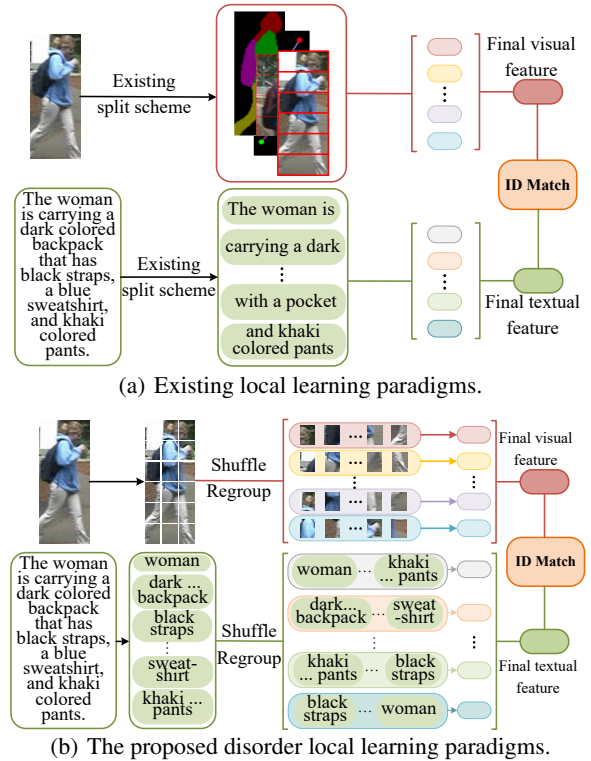 Existing
split scheme
Final visual
feature
ID Match
The woman
is carrying a
dark colored
backpack
that has
black straps,
a blue
sweatshirt,
and khaki
colored
pants.
Existing
split scheme
The woman is
carrying a dark
⋮
with a pocket
and khaki
colored pants
Final textual
feature
(a) Existing local learning paradigms.
Shuffle
Regroup
Final visual
feature
ID Match
The woman
is carrying a
dark colored
backpack
that has
black straps,
a blue
sweatshirt,
and khaki
colored
pants.
woman
dark ...
backpack
black
straps
⋮
sweat-
shirt
khaki ...
pants
Shuffle
Regroup
woman ... khaki
... pants
dark... ... sweat
backpack -shirt
khaki ... black
... pants straps
black ... woman
straps
Final textual
feature
(b) The proposed disorder local learning paradigms.